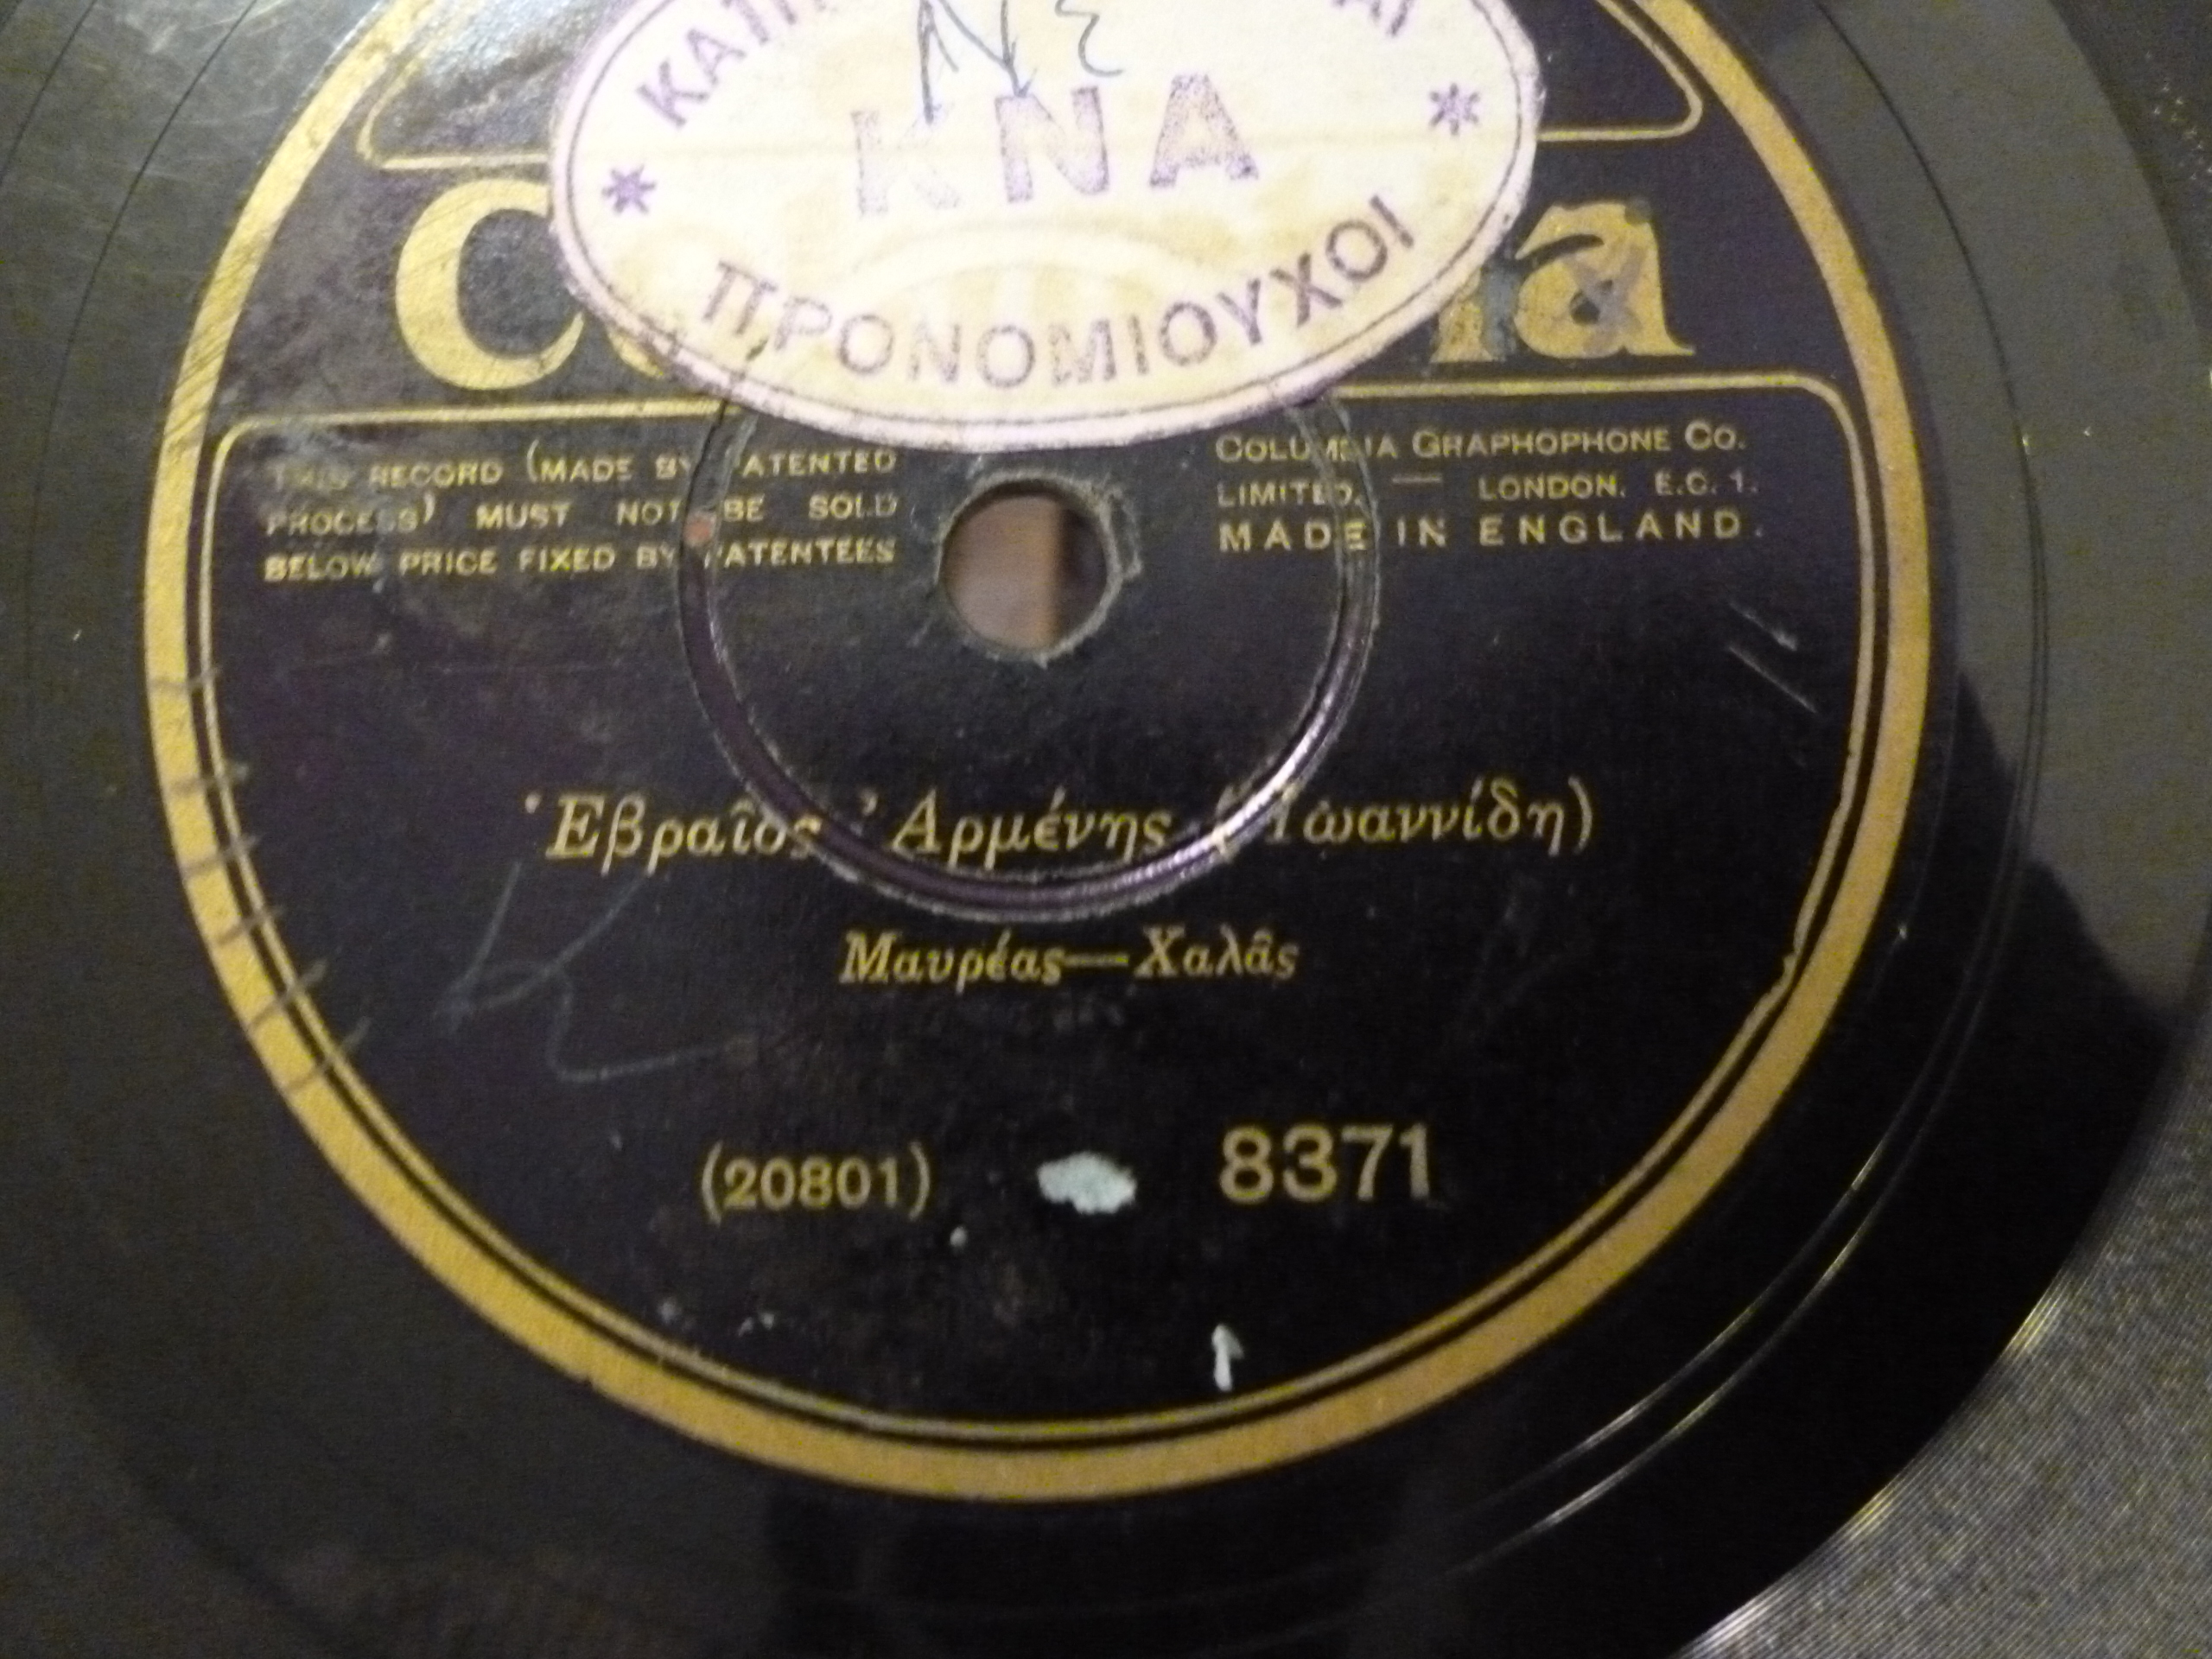 ΚΝΑ
ΠΡΟΝΟΜΙΟΥΧΟΙ
THIS RECORD (MADE BY PATENTED
PROCESS) MUST NOT BE SOLD
BELOW PRICE FIXED BY PATENTEES
COLUMBIA GRAPHOPHONE CO.
LIMITED. — LONDON. E.C. 1.
MADE IN ENGLAND.
Ἑβραῖος Ἀρμένης (Ἰωαννίδη)
Μαυρέας—Χαλᾶς
(20801) 8371